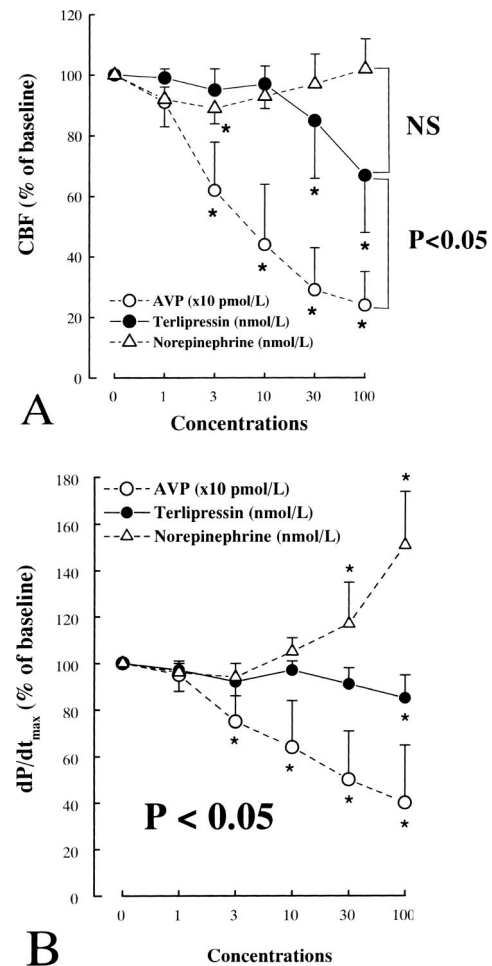 120
100
80
60
40
20
0
CBF (% of baseline)
*
*
*
*
*
*
*
NS
P<0.05
AVP (x10 pmol/L)
Terlipressin (nmol/L)
Norepinephrine (nmol/L)
0 1 3 10 30 100
Concentrations
A
180
160
140
120
100
80
60
40
20
0
dP/dtmax (% of baseline)
AVP (x10 pmol/L)
Terlipressin (nmol/L)
Norepinephrine (nmol/L)
*
*
*
*
*
*
*
P < 0.05
0 1 3 10 30 100
Concentrations
B